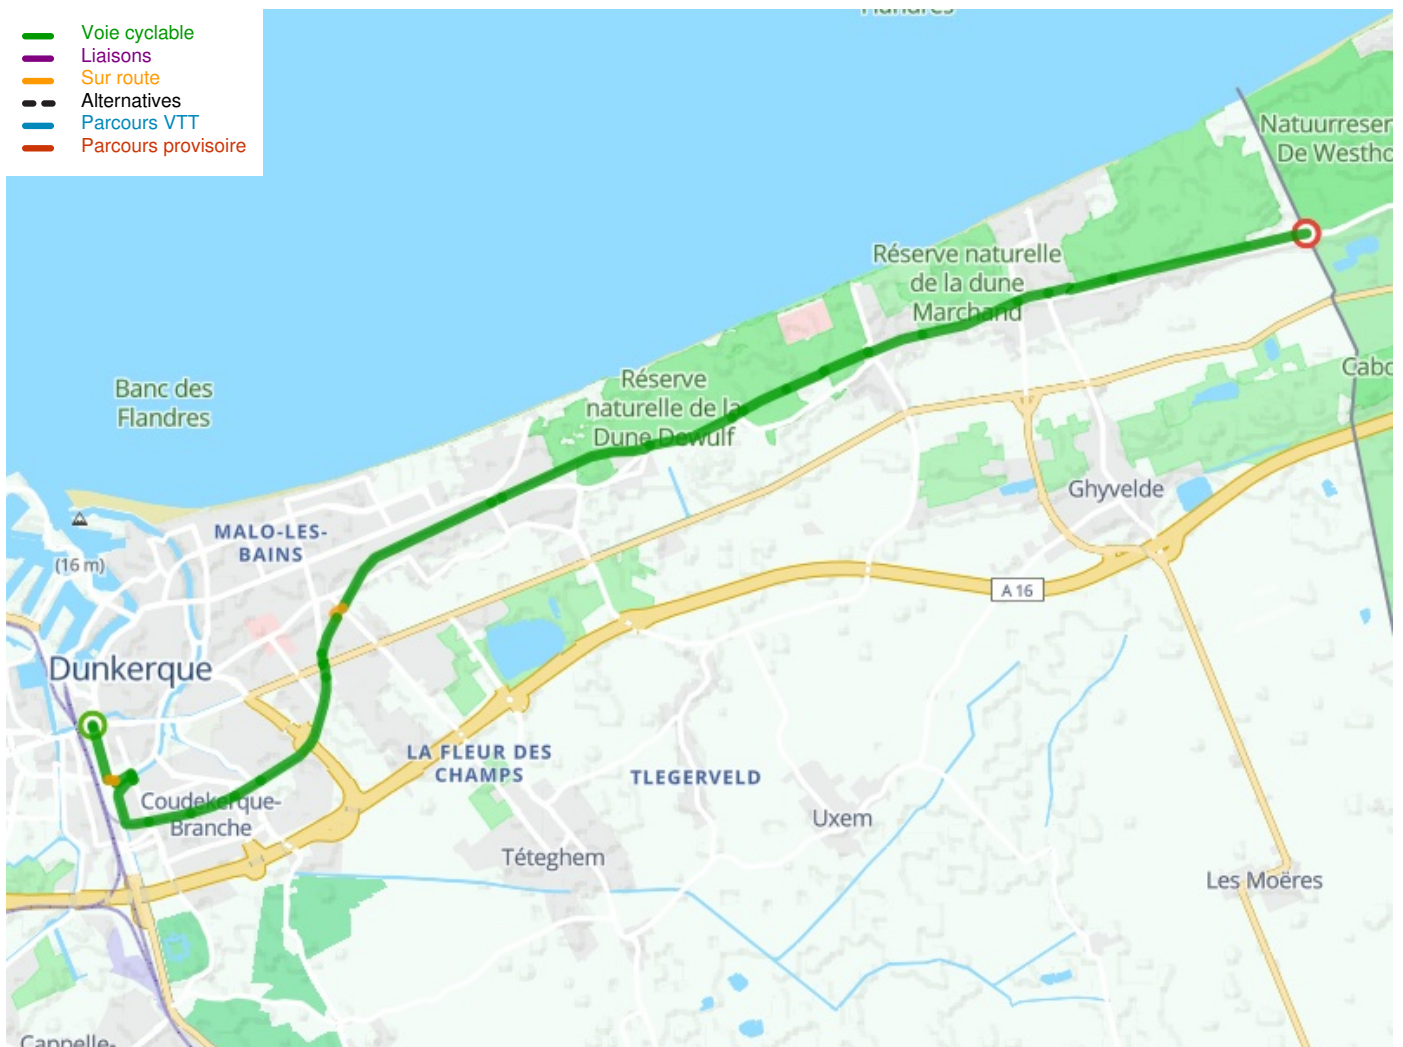 Voie cyclable
Liaisons
Sur route
Alternatives
Parcours VTT
Parcours provisoire
Natuurreser
De Westho
Réserve naturelle
de la dune
Marchand
Cabo
Banc des
Flandres
Réserve
naturelle de la
Dune Dewulf
Ghyvelde
MALO-LES-
BAINS
(16 m)
A 16
Dunkerque
LA FLEUR DES
CHAMPS
TLEGERVELD
Coudekerque-
Branche
Uxem
Téteghem
Les Moëres
Cappelle-